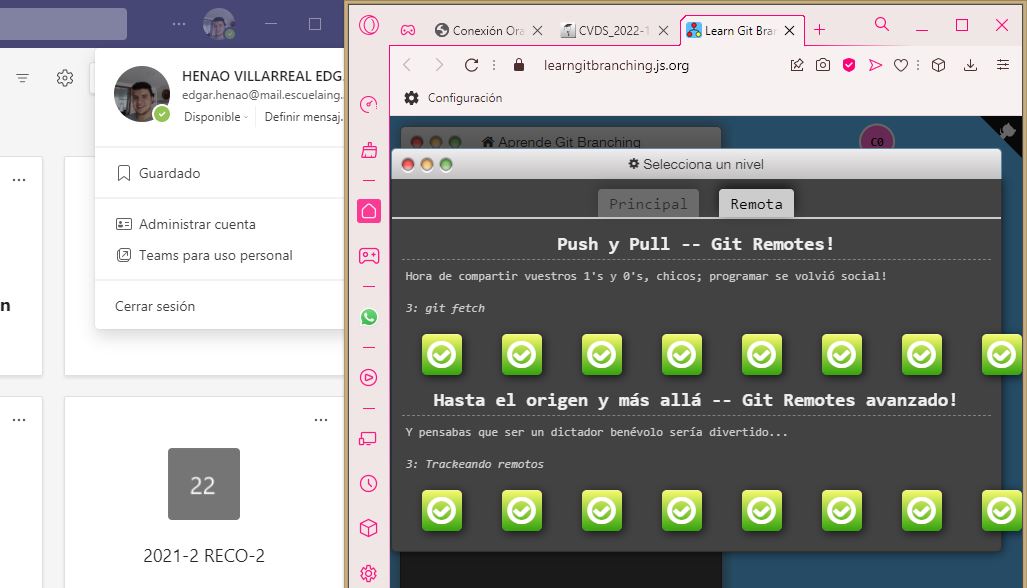 HENAO VILLARREAL EDG.
edgar.henao@mail.escuelaing...
Disponible
Definir mensaj.
Guardado
Administrar cuenta
Teams para uso personal
Cerrar sesión
n
22
2021-2 RECO-2
Conexión Ora
CVDS_2022-1
Learn Git Bran
learngitbranching.js.org
Configuración
Aprende Git Branching
C0
Selecciona un nivel
Principal
Remota
Push y Pull -- Git Remotes!
Hora de compartir vuestros 1's y 0's, chicos; programar se volvió social!
3: git fetch
Hasta el origen y más allá -- Git Remotes avanzado!
Y pensabas que ser un dictador benévolo sería divertido...
3: Trackeando remotos